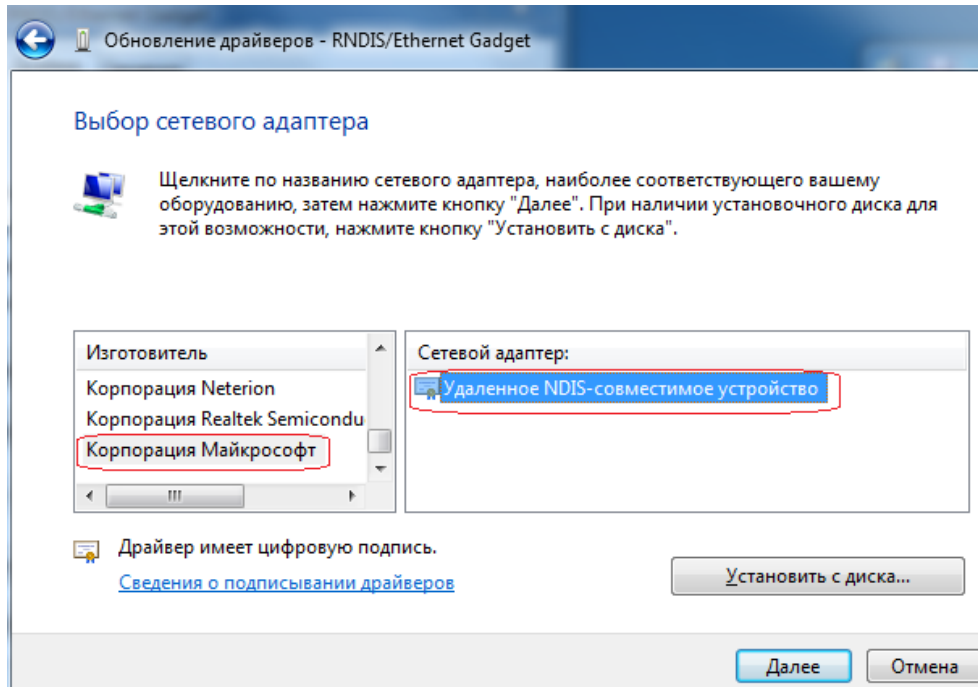 Обновление драйверов - RNDIS/Ethernet Gadget
Выбор сетевого адаптера
Щелкните по названию сетевого адаптера, наиболее соответствующего вашему
оборудованию, затем нажмите кнопку "Далее". При наличии установочного диска для
этой возможности, нажмите кнопку "Установить с диска".
Изготовитель
Корпорация Neterion
Корпорация Realtek Semicondu
Корпорация Майкрософт
Сетевой адаптер:
Удаленное NDIS-совместимое устройство
Драйвер имеет цифровую подпись.
Сведения о подписывании драйверов
Установить с диска...
Далее
Отмена